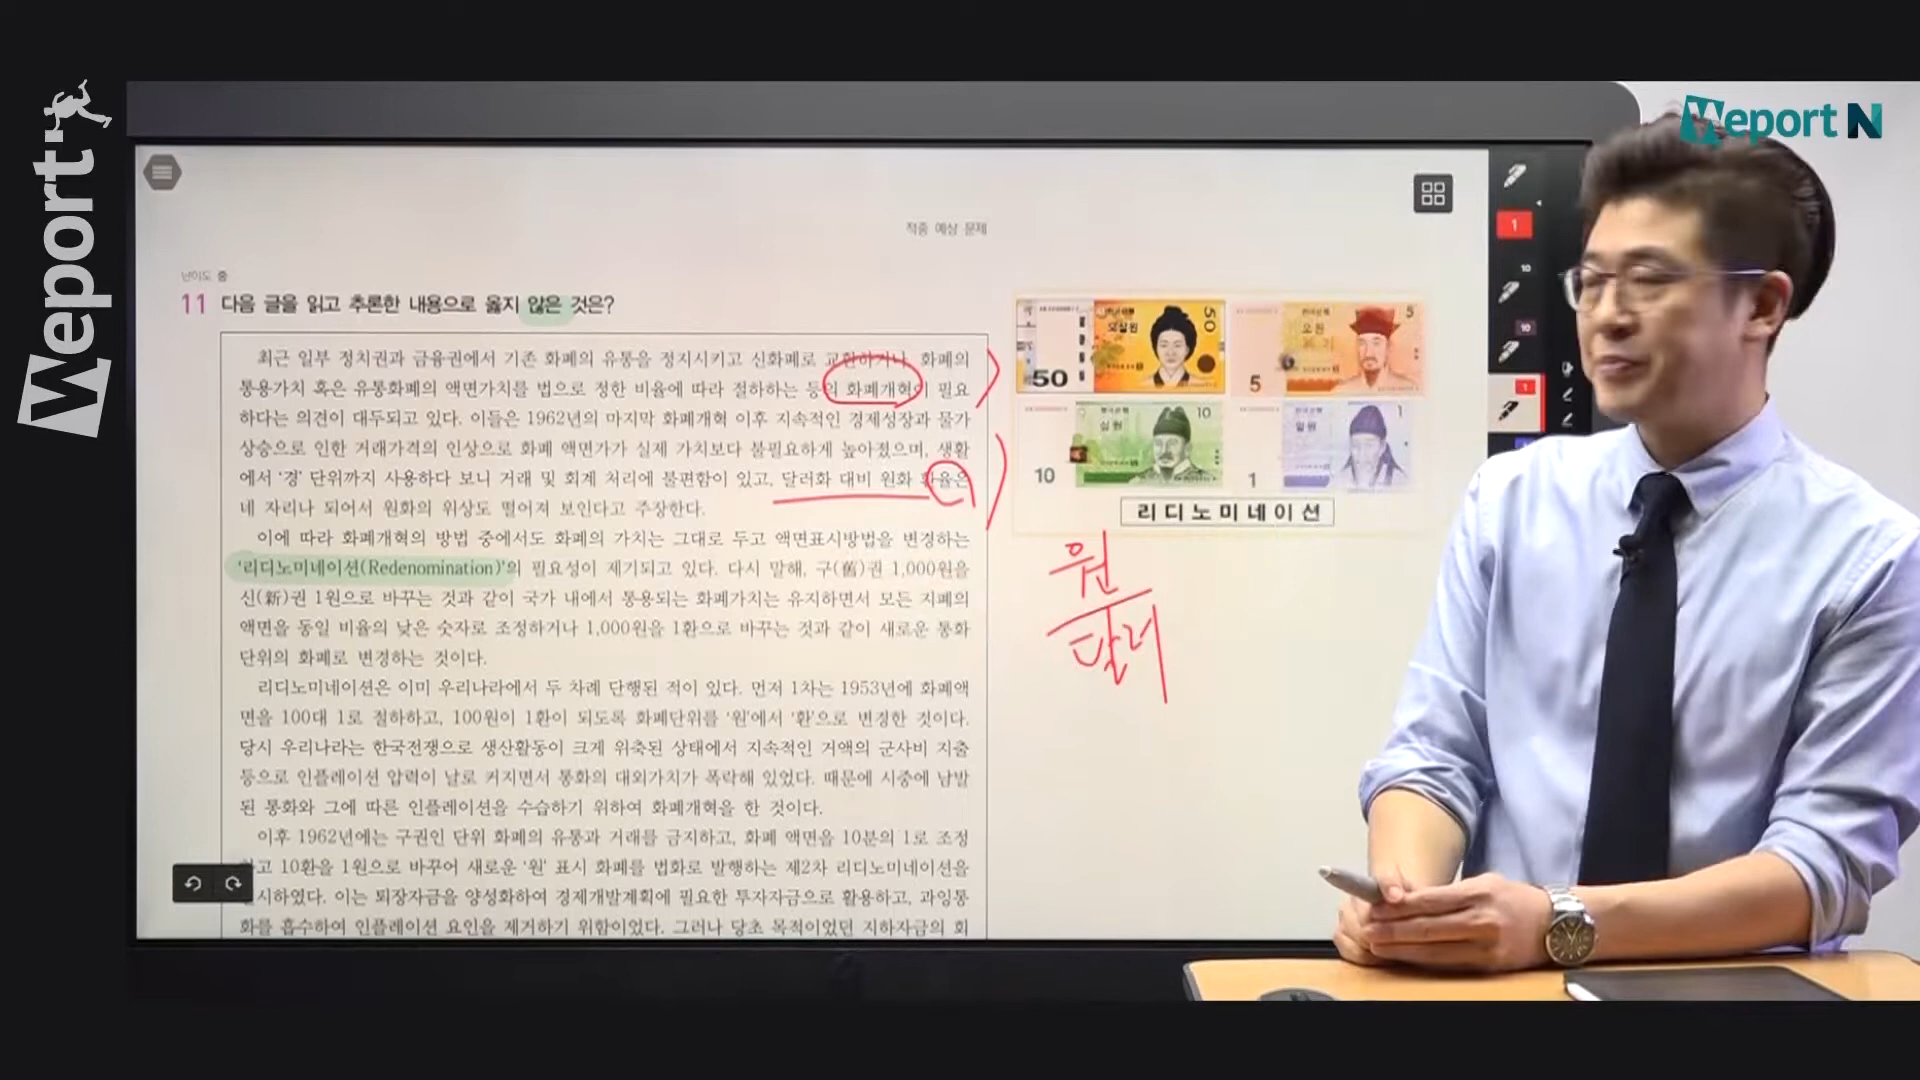 Weport's
Weport N
적중 예상 문제
난이도 중
11 다음 글을 읽고 추론한 내용으로 옳지 않은 것은?
최근 일부 정치권과 금융권에서 기존 화폐의 유통을 정지시키고 신화폐로 교환하거나, 화폐의
통용가치 혹은 유통화폐의 액면가치를 법으로 정한 비율에 따라 절하하는 등의 화폐개혁이 필요
하다는 의견이 대두되고 있다. 이들은 1962년의 마지막 화폐개혁 이후 지속적인 경제성장과 물가
상승으로 인한 거래가격의 인상으로 화폐 액면가가 실제 가치보다 불필요하게 높아졌으며, 생활
에서 '경' 단위까지 사용하다 보니 거래 및 회계 처리에 불편함이 있고, 달러화 대비 원화 환율은
네 자리나 되어서 원화의 위상도 떨어져 보인다고 주장한다.
이에 따라 화폐개혁의 방법 중에서도 화폐의 가치는 그대로 두고 액면표시방법을 변경하는
'리디노미네이션(Redenomination)'의 필요성이 제기되고 있다. 다시 말해, 구(舊)권 1,000원을
신(新)권 1원으로 바꾸는 것과 같이 국가 내에서 통용되는 화폐가치는 유지하면서 모든 지폐의
액면을 동일 비율의 낮은 숫자로 조정하거나 1,000원을 1환으로 바꾸는 것과 같이 새로운 통화
단위의 화폐로 변경하는 것이다.
리디노미네이션은 이미 우리나라에서 두 차례 단행된 적이 있다. 먼저 1차는 1953년에 화폐액
면을 100대 1로 절하하고, 100원이 1환이 되도록 화폐단위를 '원'에서 '환'으로 변경한 것이다.
당시 우리나라는 한국전쟁으로 생산활동이 크게 위축된 상태에서 지속적인 거액의 군사비 지출
등으로 인플레이션 압력이 날로 커지면서 통화의 대외가치가 폭락해 있었다. 때문에 시중에 남발
된 통화와 그에 따른 인플레이션을 수습하기 위하여 화폐개혁을 한 것이다.
이후 1962년에는 구권인 단위 화폐의 유통과 거래를 금지하고, 화폐 액면을 10분의 1로 조정
고 10환을 1원으로 바꾸어 새로운 '원' 표시 화폐를 법화로 발행하는 제2차 리디노미네이션을
시하였다. 이는 퇴장자금을 양성화하여 경제개발계획에 필요한 투자자금으로 활용하고, 과잉통
화를 흡수하여 인플레이션 요인을 제거하기 위함이었다. 그러나 당초 목적이었던 지하자금의 회
50 오십원 50
5 오원 5
10 십원 10
1 일원 1
리디노미네이션
원
달러
1
10
10
1